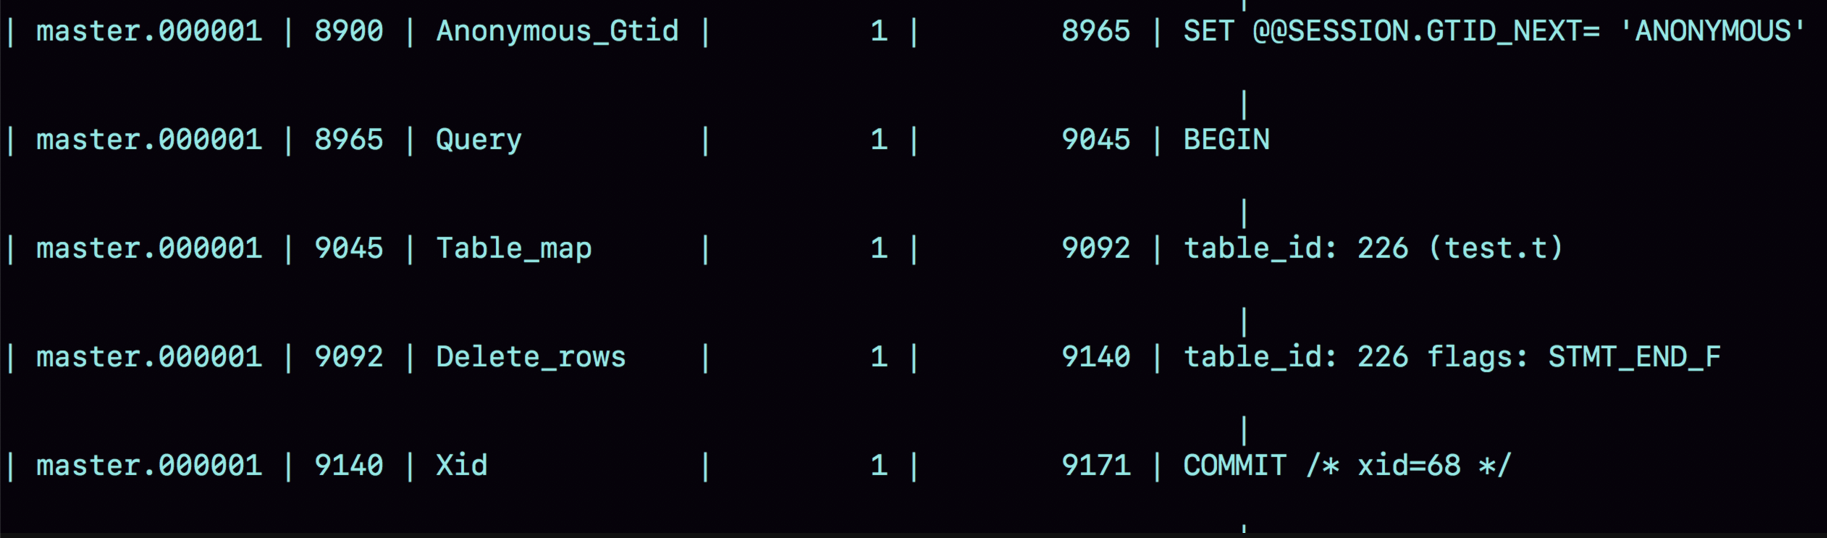 | master.000001 | 8900 | Anonymous_Gtid | 1 | 8965 | SET @@SESSION.GTID_NEXT= 'ANONYMOUS'
|
| master.000001 | 8965 | Query | 1 | 9045 | BEGIN
|
| master.000001 | 9045 | Table_map | 1 | 9092 | table_id: 226 (test.t)
|
| master.000001 | 9092 | Delete_rows | 1 | 9140 | table_id: 226 flags: STMT_END_F
|
| master.000001 | 9140 | Xid | 1 | 9171 | COMMIT /* xid=68 */